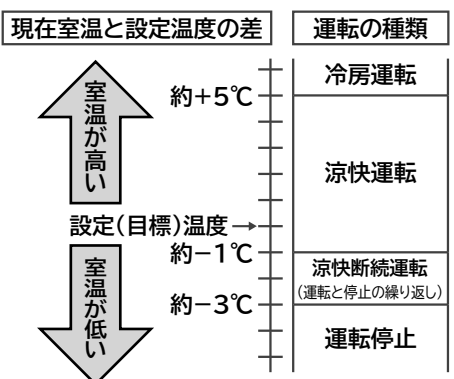 現在室温と設定温度の差
運転の種類
室温が高い
約+5℃
冷房運転
涼快運転
設定(目標)温度→
約−1℃
室温が低い
涼快断続運転
(運転と停止の繰り返し)
約−3℃
運転停止